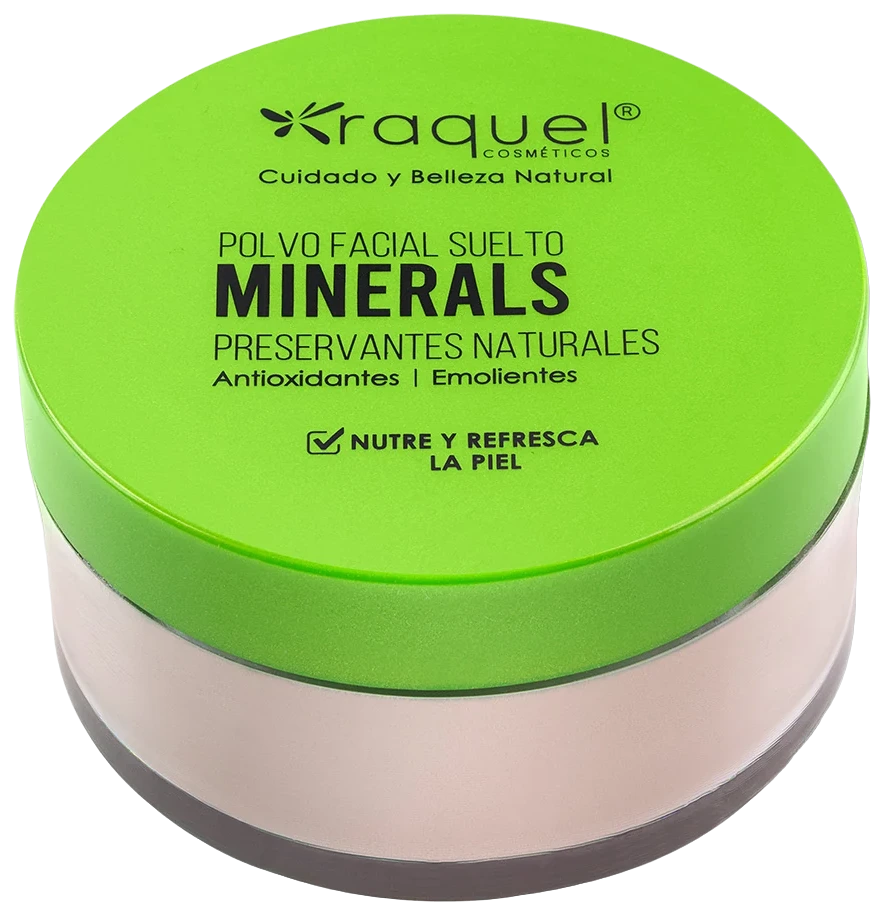 raquel®
COSMÉTICOS
Cuidado y Belleza Natural
POLVO FACIAL SUELTO
MINERALS
PRESERVANTES NATURALES
Antioxidantes | Emolientes
NUTRE Y REFRESCA
LA PIEL